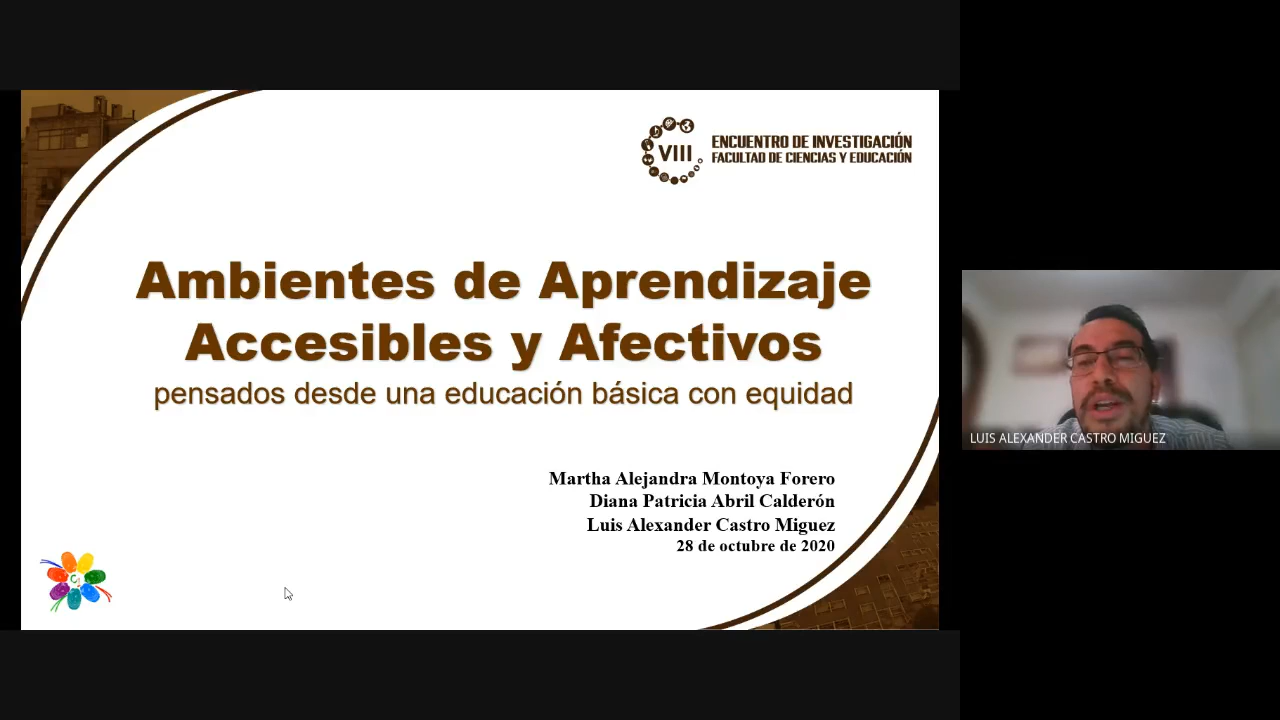 VIII
ENCUENTRO DE INVESTIGACIÓN
FACULTAD DE CIENCIAS Y EDUCACIÓN
Ambientes de Aprendizaje
Accesibles y Afectivos
pensados desde una educación básica con equidad
Martha Alejandra Montoya Forero
Diana Patricia Abril Calderón
Luis Alexander Castro Miguez
28 de octubre de 2020
LUIS ALEXANDER CASTRO MIGUEZ